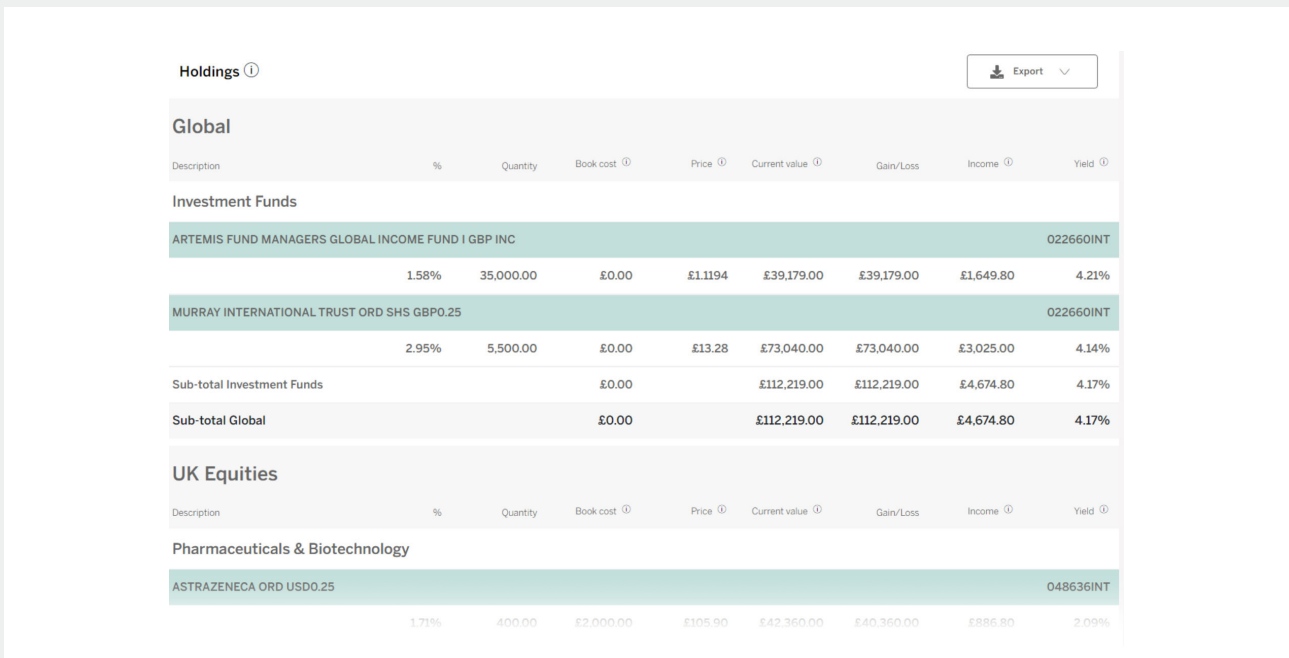 Holdings
Export
Global
Description % Quantity Book cost Price Current value Gain/Loss Income Yield
Investment Funds
ARTEMIS FUND MANAGERS GLOBAL INCOME FUND I GBP INC 022660INT
1.58% 35,000.00 £0.00 £1.1194 £39,179.00 £39,179.00 £1,649.80 4.21%
MURRAY INTERNATIONAL TRUST ORD SHS GBP0.25 022660INT
2.95% 5,500.00 £0.00 £13.28 £73,040.00 £73,040.00 £3,025.00 4.14%
Sub-total Investment Funds £0.00 £112,219.00 £112,219.00 £4,674.80 4.17%
Sub-total Global £0.00 £112,219.00 £112,219.00 £4,674.80 4.17%
UK Equities
Description % Quantity Book cost Price Current value Gain/Loss Income Yield
Pharmaceuticals & Biotechnology
ASTRAZENECA ORD USD0.25 048636INT
1.71% 400.00 £2,000.00 £105.90 £42,360.00 £40,360.00 £886.80 2.09%